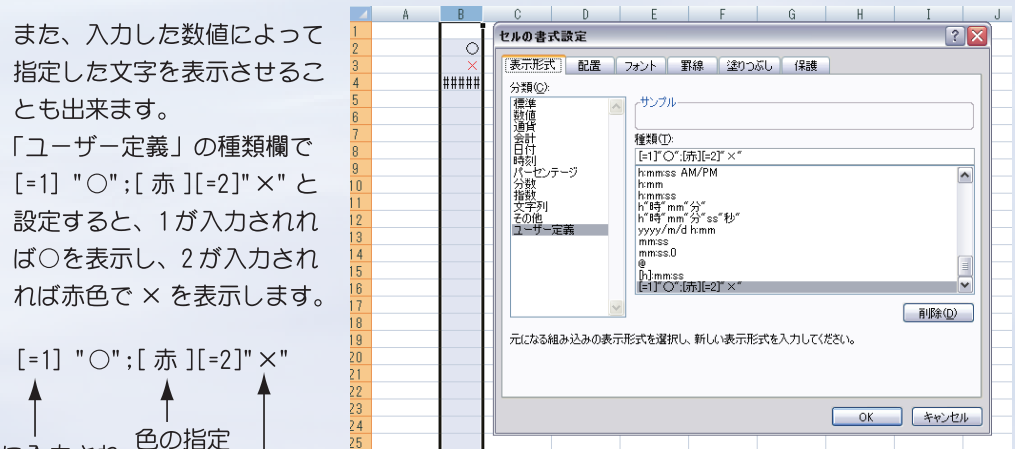 また、入力した数値によって
指定した文字を表示させるこ
とも出来ます。
「ユーザー定義」の種類欄で
[=1] "○";[ 赤 ][=2]"×" と
設定すると、1が入力されれ
ば○を表示し、2が入力され
れば赤色で × を表示します。
[=1] "○";[ 赤 ][=2]"×"
色の指定
に入力され
A B C D E F G H I J
1
2 ○
3 ×
4 #####
5
6
7
8
9
10
11
12
13
14
15
16
17
18
19
20
21
22
23
24
25
セルの書式設定
表示形式 配置 フォント 罫線 塗りつぶし 保護
分類(C):
標準
数値
通貨
会計
日付
時刻
パーセンテージ
分数
指数
文字列
その他
ユーザー定義
サンプル
種類(T):
[=1]"○";[赤][=2]"×"
h:mm:ss AM/PM
h:mm
h:mm:ss
h"時"mm"分"
h"時"mm"分"ss"秒"
yyyy/m/d h:mm
mm:ss
mm:ss.0
@
[h]:mm:ss
[=1]"○";[赤][=2]"×"
削除(D)
元になる組み込みの表示形式を選択し、新しい表示形式を入力してください。
OK キャンセル